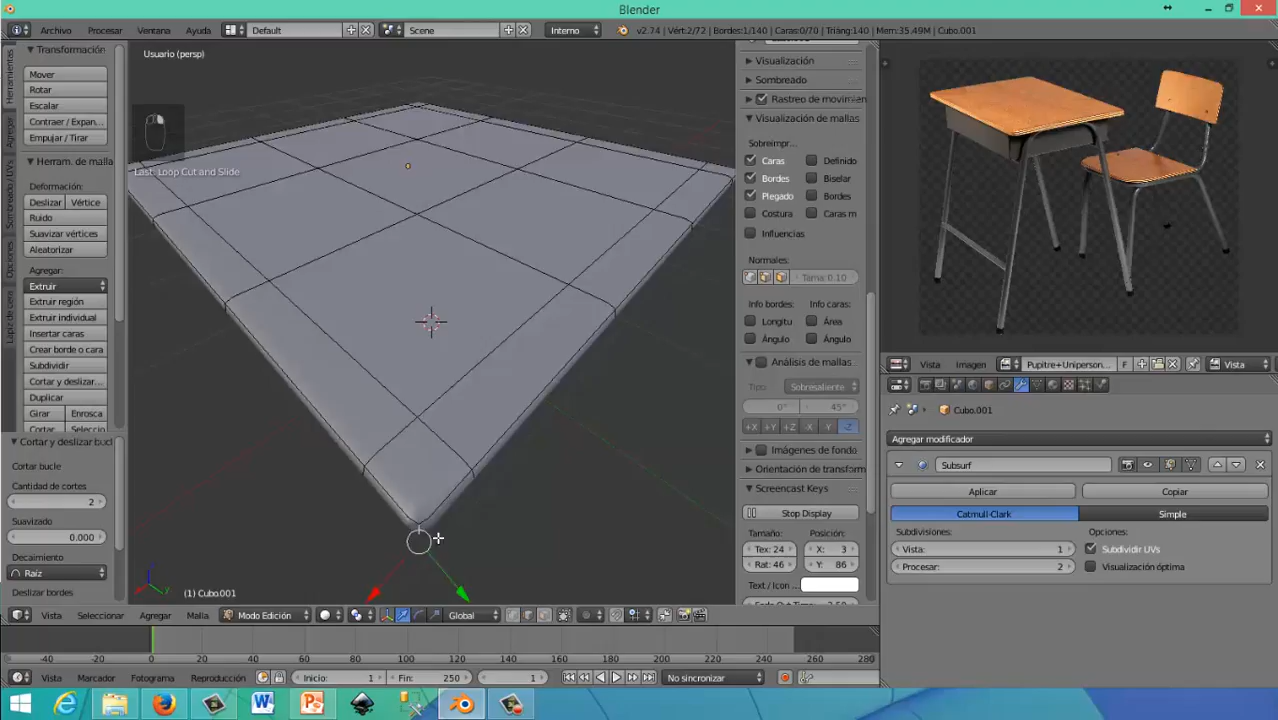 Blender
Archivo Procesar Ventana Ayuda Default Scene Interno v2.74 | Vért:2/72 | Bordes:1/140 | Caras:0/70 | Triáng:140 | Mem:35.49M | Cubo.001
Usuario (persp)
Last: Loop Cut and Slide
(1) Cubo.001
Herramientas
Agregar
Sombreado / UVs
Opciones
Transformación
Mover
Rotar
Escalar
Contraer / Expan...
Empujar / Tirar
Herram. de malla
Deformación:
Deslizar Vértice
Ruido
Suavizar vértices
Aleatorizar
Agregar:
Extruir
Extruir región
Extruir individual
Insertar caras
Crear borde o cara
Subdividir
Cortar y deslizar...
Duplicar
Girar Enrosca
Cortar Seleccio
Cortar y deslizar bucl
Cortar bucle
Cantidad de cortes
2
Suavizado
0.000
Decaimiento
Raíz
Deslizar bordes
Visualización
Sombreado
Rastreo de movimien
Visualización de mallas
Sobreimpr...
Caras Definido
Bordes Biselar
Plegado Bordes
Costura Caras m
Influencias
Normales:
Tama: 0.10
Info bordes: Info caras:
Longitu Área
Ángulo Ángulo
Análisis de mallas
Tipo: Sobresaliente
0° 45°
+X +Y +Z -X -Y -Z
Imágenes de fondo
Orientación de transform
Screencast Keys
Stop Display
Tamaño: Posición:
Tex: 24 X: 3
Rat: 46 Y: 86
Text / Icon ...
Vista Imagen Pupitre+Uniperson... F Vista
Cubo.001
Agregar modificador
Subsurf
Aplicar Copiar
Catmull-Clark Simple
Subdivisiones: Opciones:
Vista: 1 Subdividir UVs
Procesar: 2 Visualización óptima
Vista Seleccionar Agregar Malla Modo Edición Global
-40 -20 0 20 40 60 80 100 120 140 160 180 200 220 240 260 280
Vista Marcador Fotograma Reproducción Inicio: 1 Fin: 250 1 No sincronizar